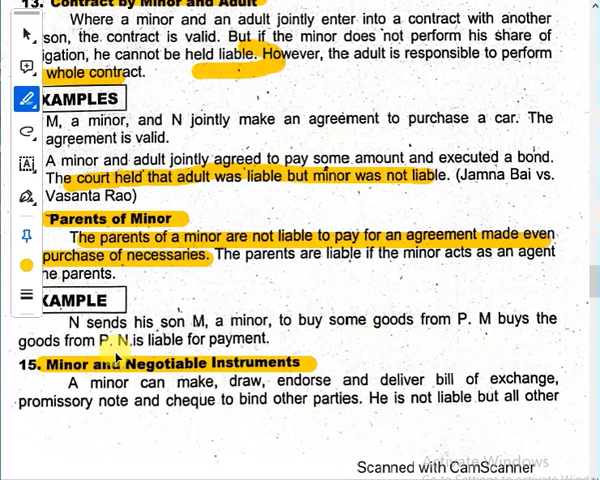 13. Contract by Minor and Adult
Where a minor and an adult jointly enter into a contract with another
son, the contract is valid. But if the minor does not perform his share of
igation, he cannot be held liable. However, the adult is responsible to perform
whole contract.
XAMPLES
M, a minor, and N jointly make an agreement to purchase a car. The
agreement is valid.
A minor and adult jointly agreed to pay some amount and executed a bond.
The court held that adult was liable but minor was not liable. (Jamna Bai vs.
Vasanta Rao)
Parents of Minor
The parents of a minor are not liable to pay for an agreement made even
purchase of necessaries. The parents are liable if the minor acts as an agent
he parents.
XAMPLE
N sends his son M, a minor, to buy some goods from P. M buys the
goods from P. N is liable for payment.
15. Minor and Negotiable Instruments
A minor can make, draw, endorse and deliver bill of exchange,
promissory note and cheque to bind other parties. He is not liable but all other
Activate Windows
Scanned with CamScanner
Go to Settings to activate Wind